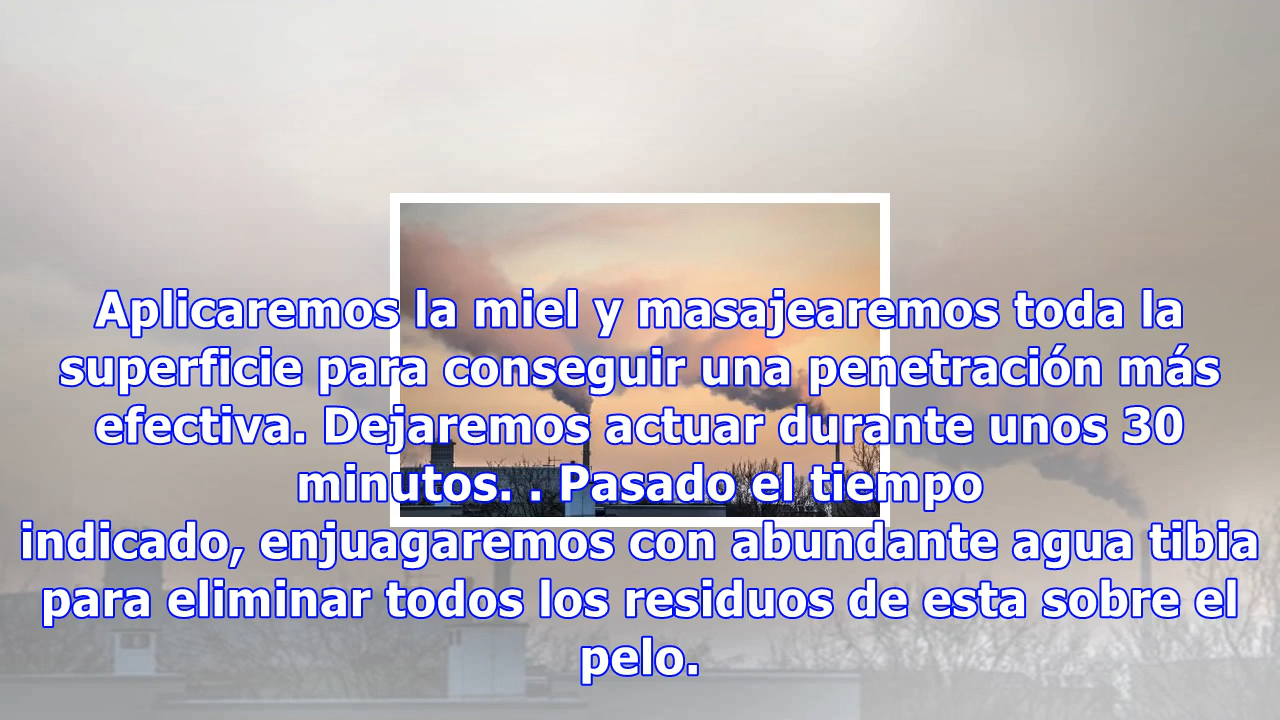 Aplicaremos la miel y masajearemos toda la
superficie para conseguir una penetración más
efectiva. Dejaremos actuar durante unos 30
minutos. . Pasado el tiempo
indicado, enjuagaremos con abundante agua tibia
para eliminar todos los residuos de esta sobre el
pelo.